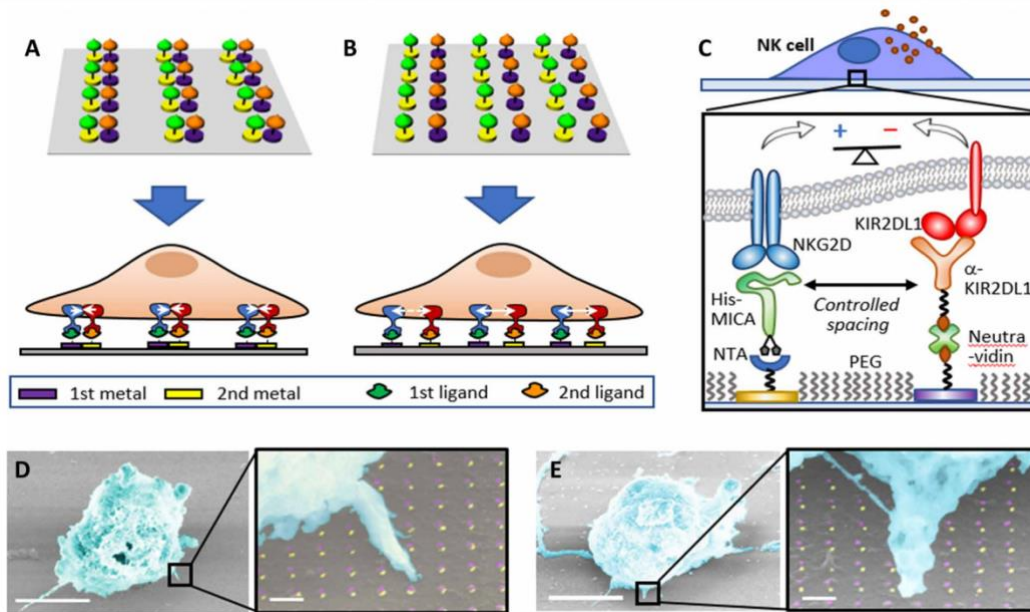 A
B
C
NK cell
+
−
KIR2DL1
NKG2D
α-
KIR2DL1
His-
MICA
Controlled
spacing
Neutra
-vidin
NTA
PEG
1st metal
2nd metal
1st ligand
2nd ligand
D
E